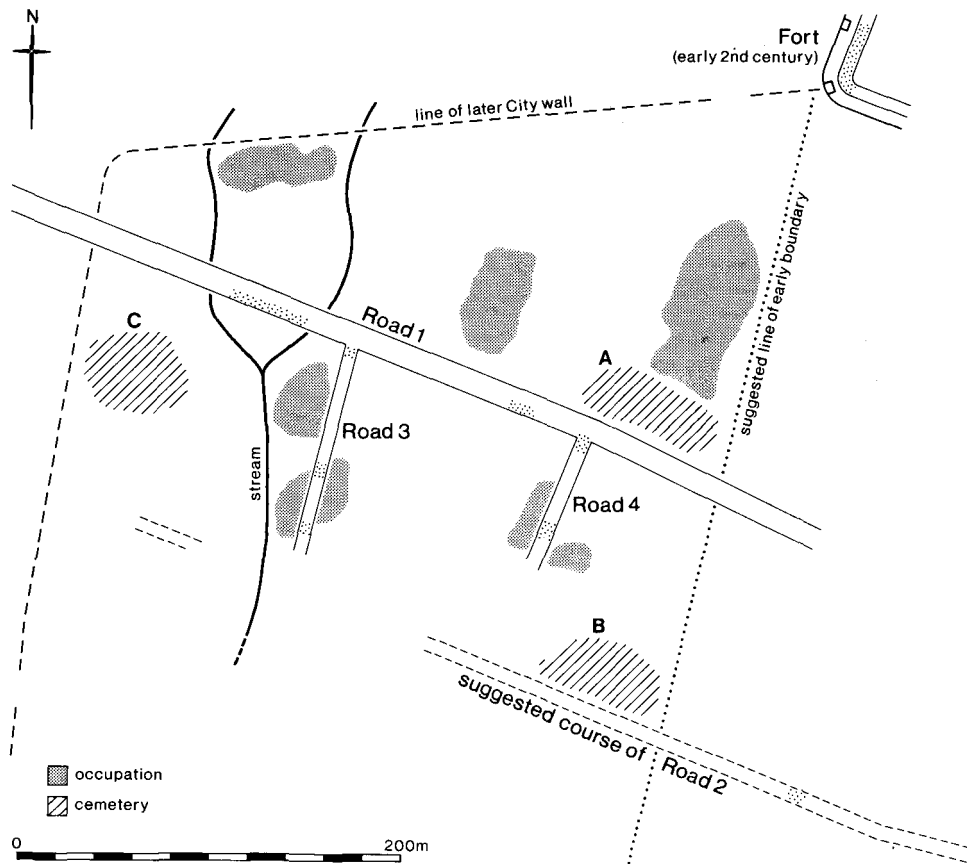 N
Fort
(early 2nd century)
line of later City wall
suggested line of early boundary
C
Road 1
A
Road 3
stream
Road 4
B
suggested course of Road 2
occupation
cemetery
0
200m